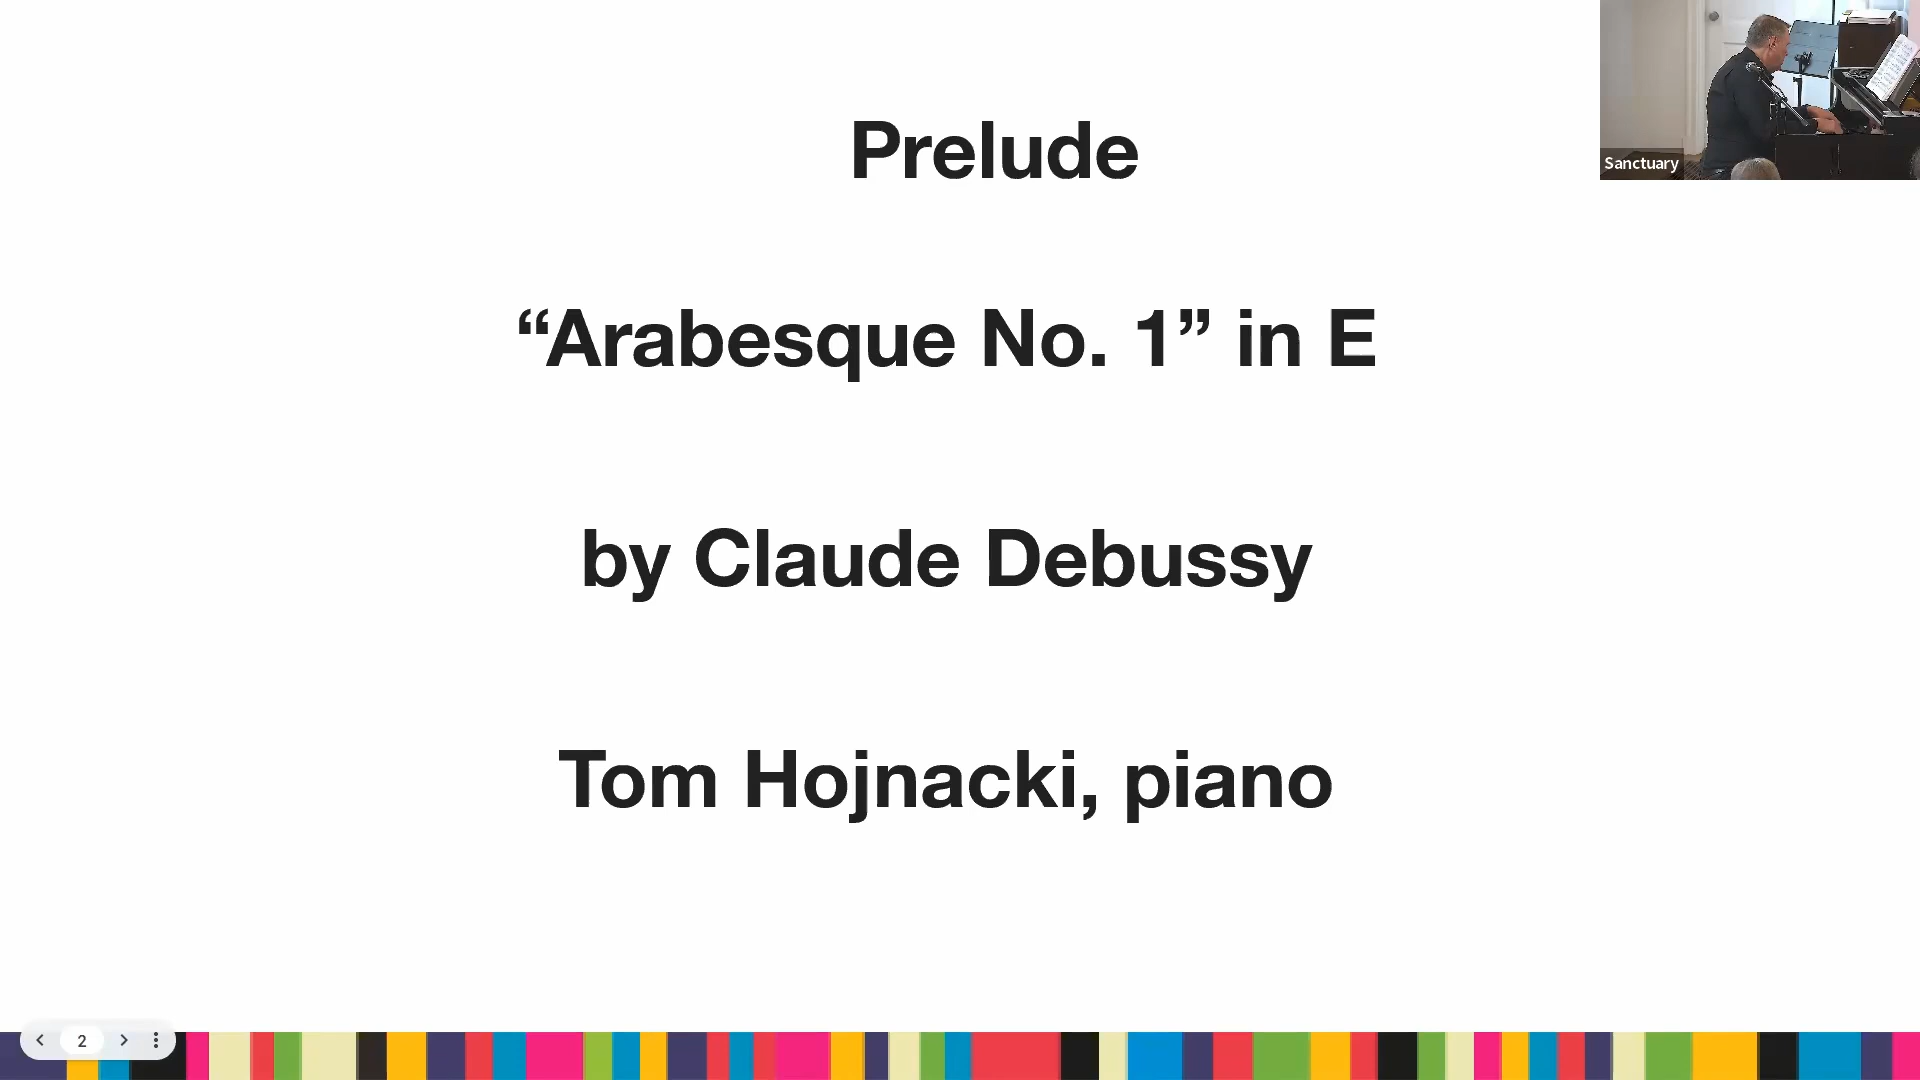 Prelude
“Arabesque No. 1” in E
by Claude Debussy
Tom Hojnacki, piano
Sanctuary
2